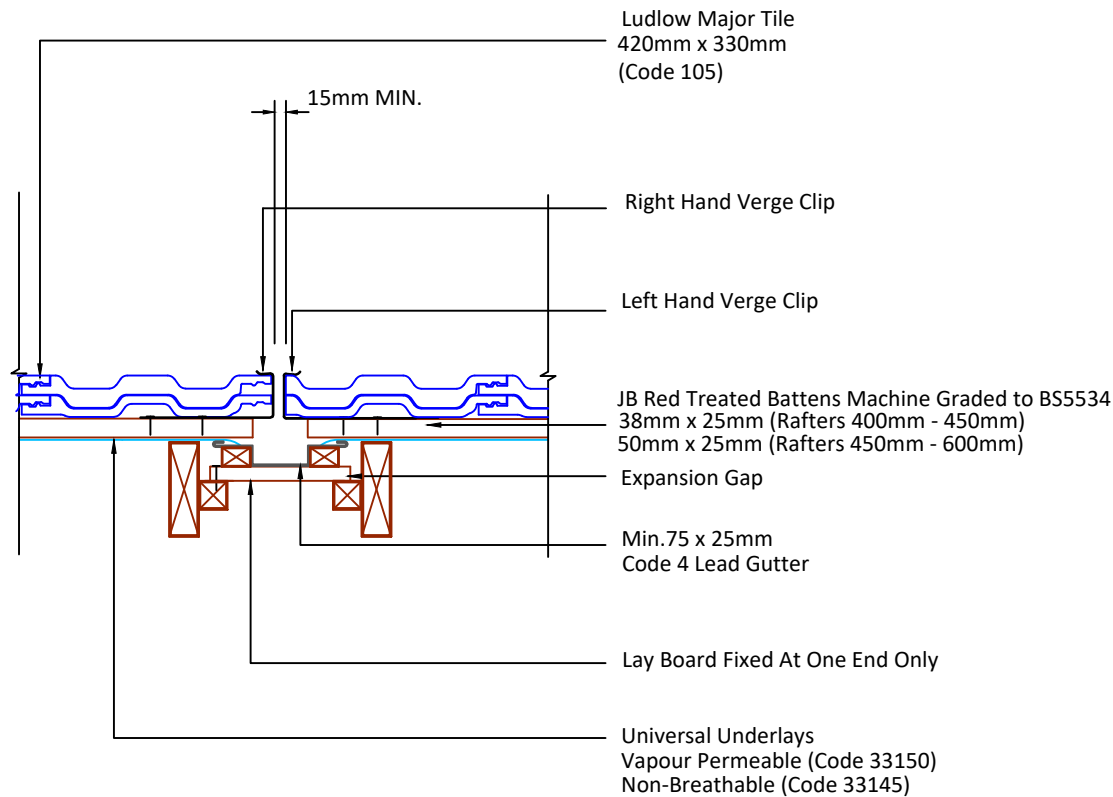 Ludlow Major Tile
420mm x 330mm
(Code 105)
15mm MIN.
Right Hand Verge Clip
Left Hand Verge Clip
JB Red Treated Battens Machine Graded to BS5534
38mm x 25mm (Rafters 400mm - 450mm)
50mm x 25mm (Rafters 450mm - 600mm)
Expansion Gap
Min.75 x 25mm
Code 4 Lead Gutter
Lay Board Fixed At One End Only
Universal Underlays
Vapour Permeable (Code 33150)
Non-Breathable (Code 33145)